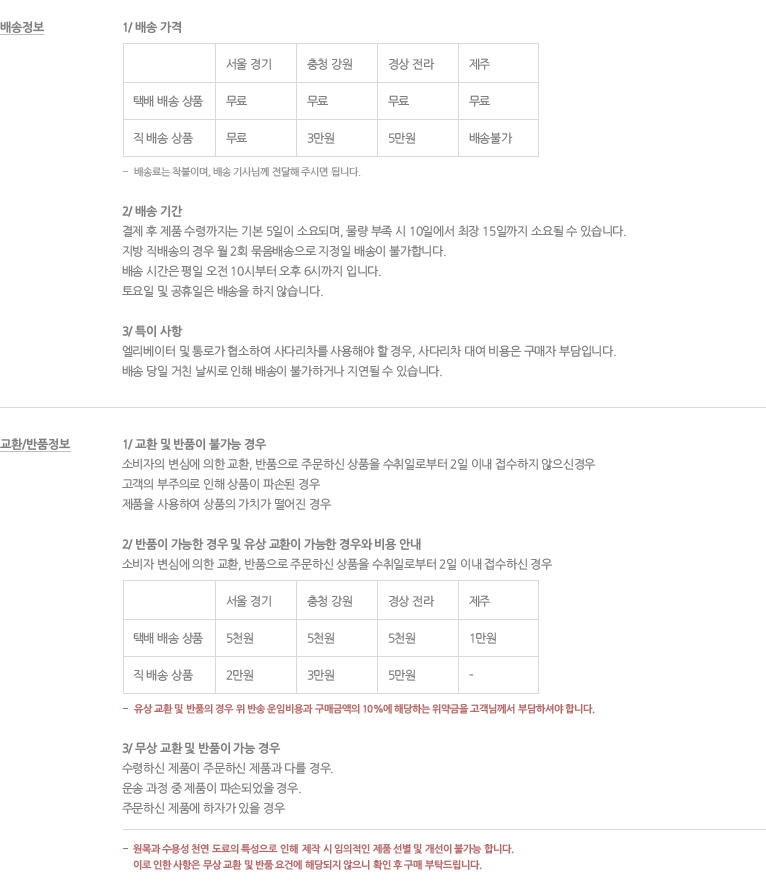 배송정보
1/ 배송 가격
서울 경기 충청 강원 경상 전라 제주
택배 배송 상품 무료 무료 무료 무료
직 배송 상품 무료 3만원 5만원 배송불가
- 배송료는 착불이며, 배송 기사님께 전달해 주시면 됩니다.
2/ 배송 기간
결제 후 제품 수령까지는 기본 5일이 소요되며, 물량 부족 시 10일에서 최장 15일까지 소요될 수 있습니다.
지방 직배송의 경우 월 2회 묶음배송으로 지정일 배송이 불가합니다.
배송 시간은 평일 오전 10시부터 오후 6시까지 입니다.
토요일 및 공휴일은 배송을 하지 않습니다.
3/ 특이 사항
엘리베이터 및 통로가 협소하여 사다리차를 사용해야 할 경우, 사다리차 대여 비용은 구매자 부담입니다.
배송 당일 거친 날씨로 인해 배송이 불가하거나 지연될 수 있습니다.
교환/반품정보
1/ 교환 및 반품이 불가능 경우
소비자의 변심에 의한 교환, 반품으로 주문하신 상품을 수취일로부터 2일 이내 접수하지 않으신경우
고객의 부주의로 인해 상품이 파손된 경우
제품을 사용하여 상품의 가치가 떨어진 경우
2/ 반품이 가능한 경우 및 유상 교환이 가능한 경우와 비용 안내
소비자 변심에 의한 교환, 반품으로 주문하신 상품을 수취일로부터 2일 이내 접수하신 경우
서울 경기 충청 강원 경상 전라 제주
택배 배송 상품 5천원 5천원 5천원 1만원
직 배송 상품 2만원 3만원 5만원 -
- 유상 교환 및 반품의 경우 위 반송 운임비용과 구매금액의 10%에 해당하는 위약금을 고객님께서 부담하셔야 합니다.
3/ 무상 교환 및 반품이 가능 경우
수령하신 제품이 주문하신 제품과 다를 경우.
운송 과정 중 제품이 파손되었을 경우.
주문하신 제품에 하자가 있을 경우
- 원목과 수용성 천연 도료의 특성으로 인해 제작 시 임의적인 제품 선별 및 개선이 불가능 합니다.
이로 인한 사항은 무상 교환 및 반품 요건에 해당되지 않으니 확인 후 구매 부탁드립니다.